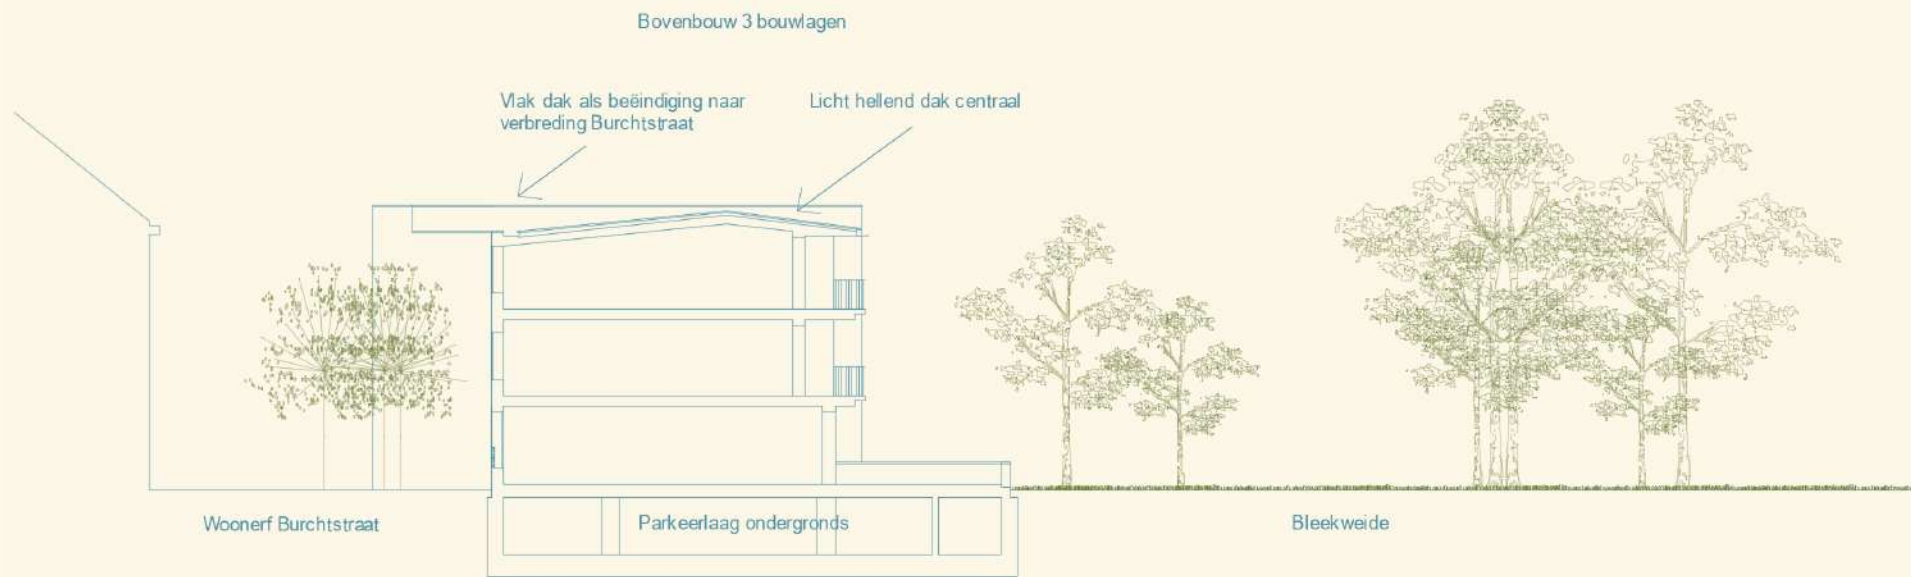 Bovenbouw 3 bouwlagen
Vlak dak als beëindiging naar
verbreding Burchtstraat
Licht hellend dak centraal
Woonerf Burchtstraat
Parkeerlaag ondergronds
Bleekweide